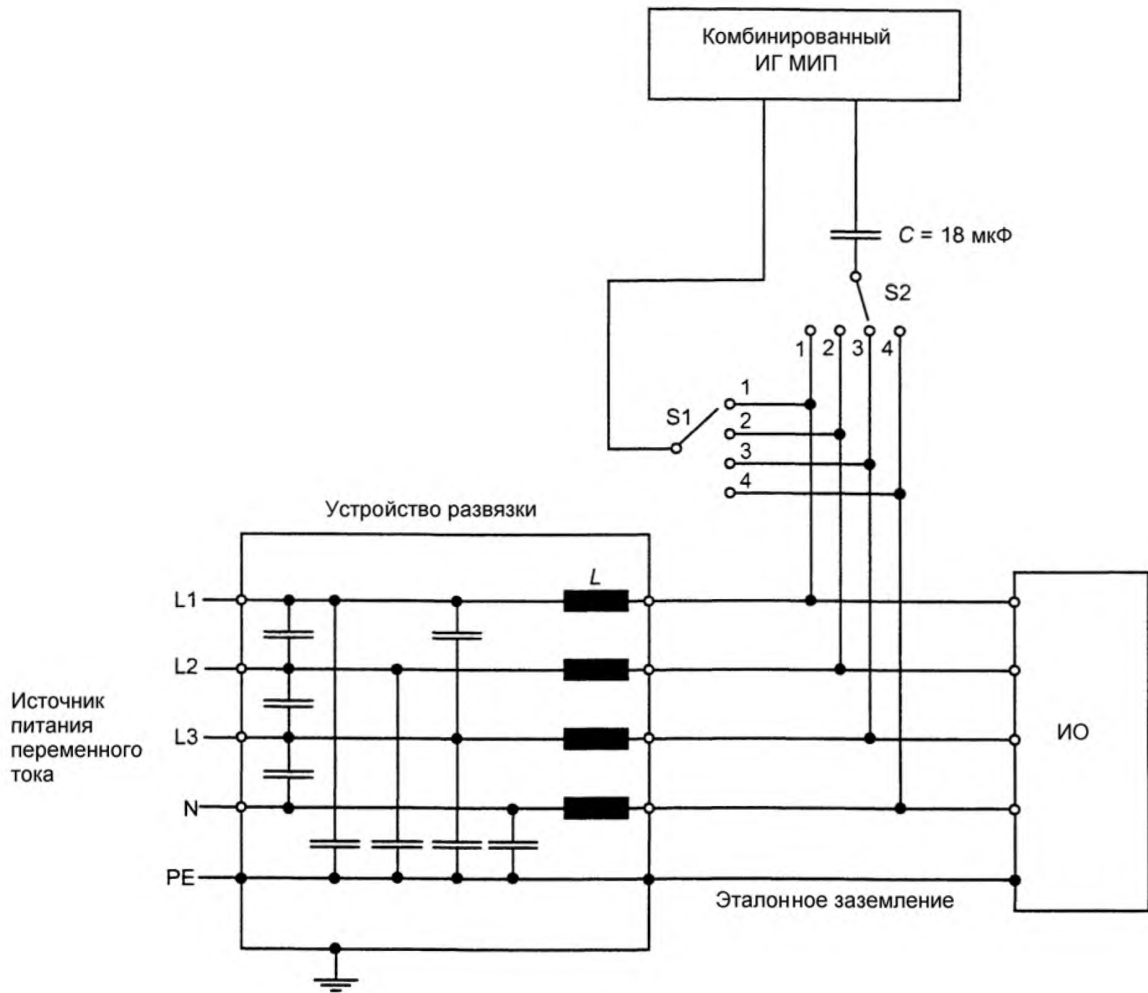 Комбинированный
ИГ МИП
C = 18 мкФ
S2
1 2 3 4
S1
1
2
3
4
Устройство развязки
L
L1
L2
L3
N
PE
Источник
питания
переменного
тока
ИО
Эталонное заземление